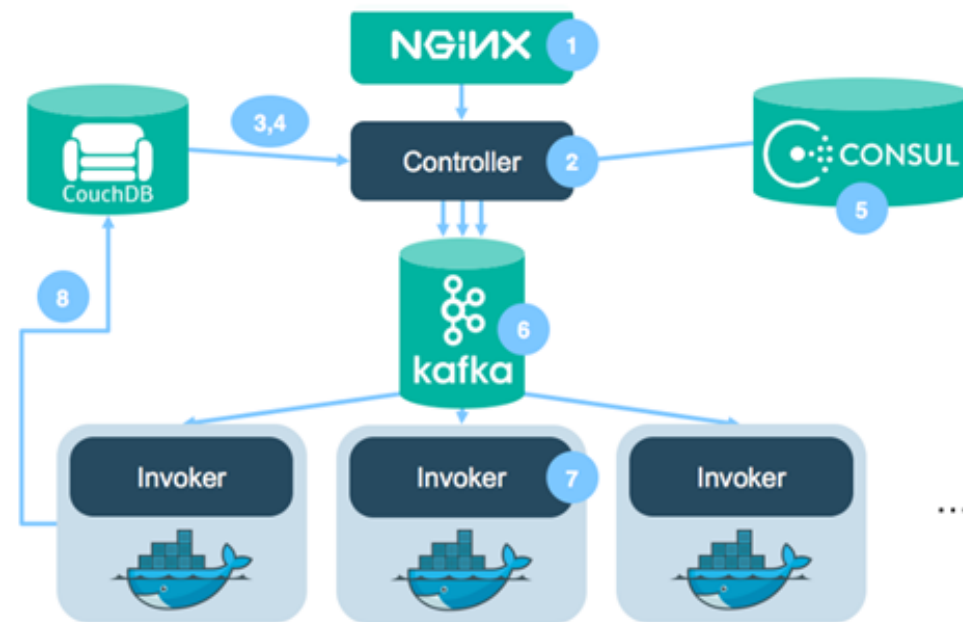 NGiNX
1
3,4
CouchDB
Controller
2
CONSUL
5
8
kafka
6
Invoker
Invoker
7
Invoker
...